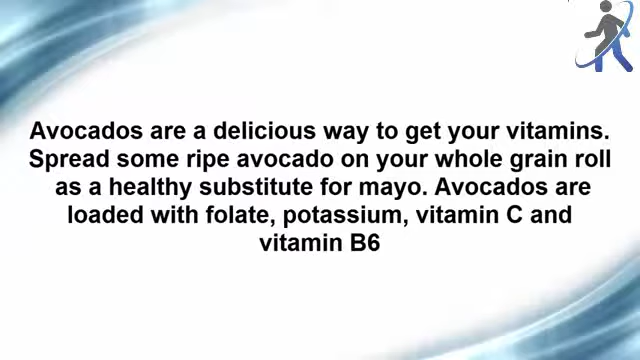 Avocados are a delicious way to get your vitamins.
Spread some ripe avocado on your whole grain roll
as a healthy substitute for mayo. Avocados are
loaded with folate, potassium, vitamin C and
vitamin B6